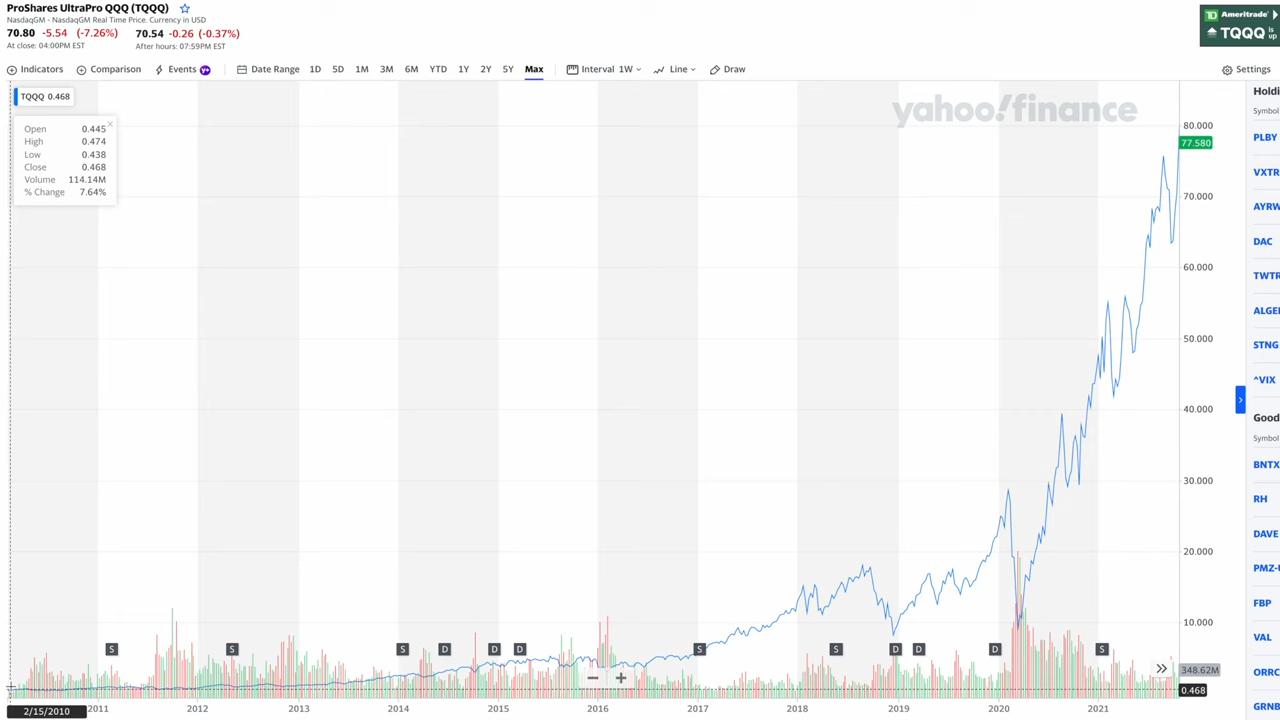 ProShares UltraPro QQQ (TQQQ)
NasdaqGM - NasdaqGM Real Time Price. Currency in USD
70.80 -5.54 (-7.26%) 70.54 -0.26 (-0.37%)
At close: 04:00PM EST After hours: 07:59PM EST
TD Ameritrade
TQQQ is up
Indicators Comparison Events Y+ Date Range 1D 5D 1M 3M 6M YTD 1Y 2Y 5Y Max Interval 1W Line Draw Settings
TQQQ 0.468
Open 0.445
High 0.474
Low 0.438
Close 0.468
Volume 114.14M
% Change 7.64%
yahoo!finance
80.000
77.580
70.000
60.000
50.000
40.000
30.000
20.000
10.000
348.62M
0.468
S S S D D D S S D D D S
2/15/2010 2011 2012 2013 2014 2015 2016 2017 2018 2019 2020 2021
Holdi
Symbol
PLBY
VXTR
AYRW
DAC
TWTR
ALGE
STNG
^VIX
Good
Symbol
BNTX
RH
DAVE
PMZ-U
FBP
VAL
ORRC
GRNB